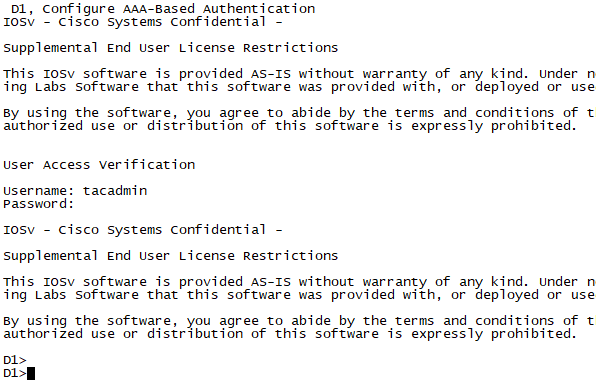 D1, Configure AAA-Based Authentication
IOSv - Cisco Systems Confidential -
Supplemental End User License Restrictions
This IOSv software is provided AS-IS without warranty of any kind. Under
ing Labs Software that this software was provided with, or deployed or use
By using the software, you agree to abide by the terms and conditions of
authorized use or distribution of this software is expressly prohibited.
User Access Verification
Username: tacadmin
Password:
IOSv - Cisco Systems Confidential -
Supplemental End User License Restrictions
This IOSv software is provided AS-IS without warranty of any kind. Under
ing Labs Software that this software was provided with, or deployed or use
By using the software, you agree to abide by the terms and conditions of
authorized use or distribution of this software is expressly prohibited.
D1>
D1>